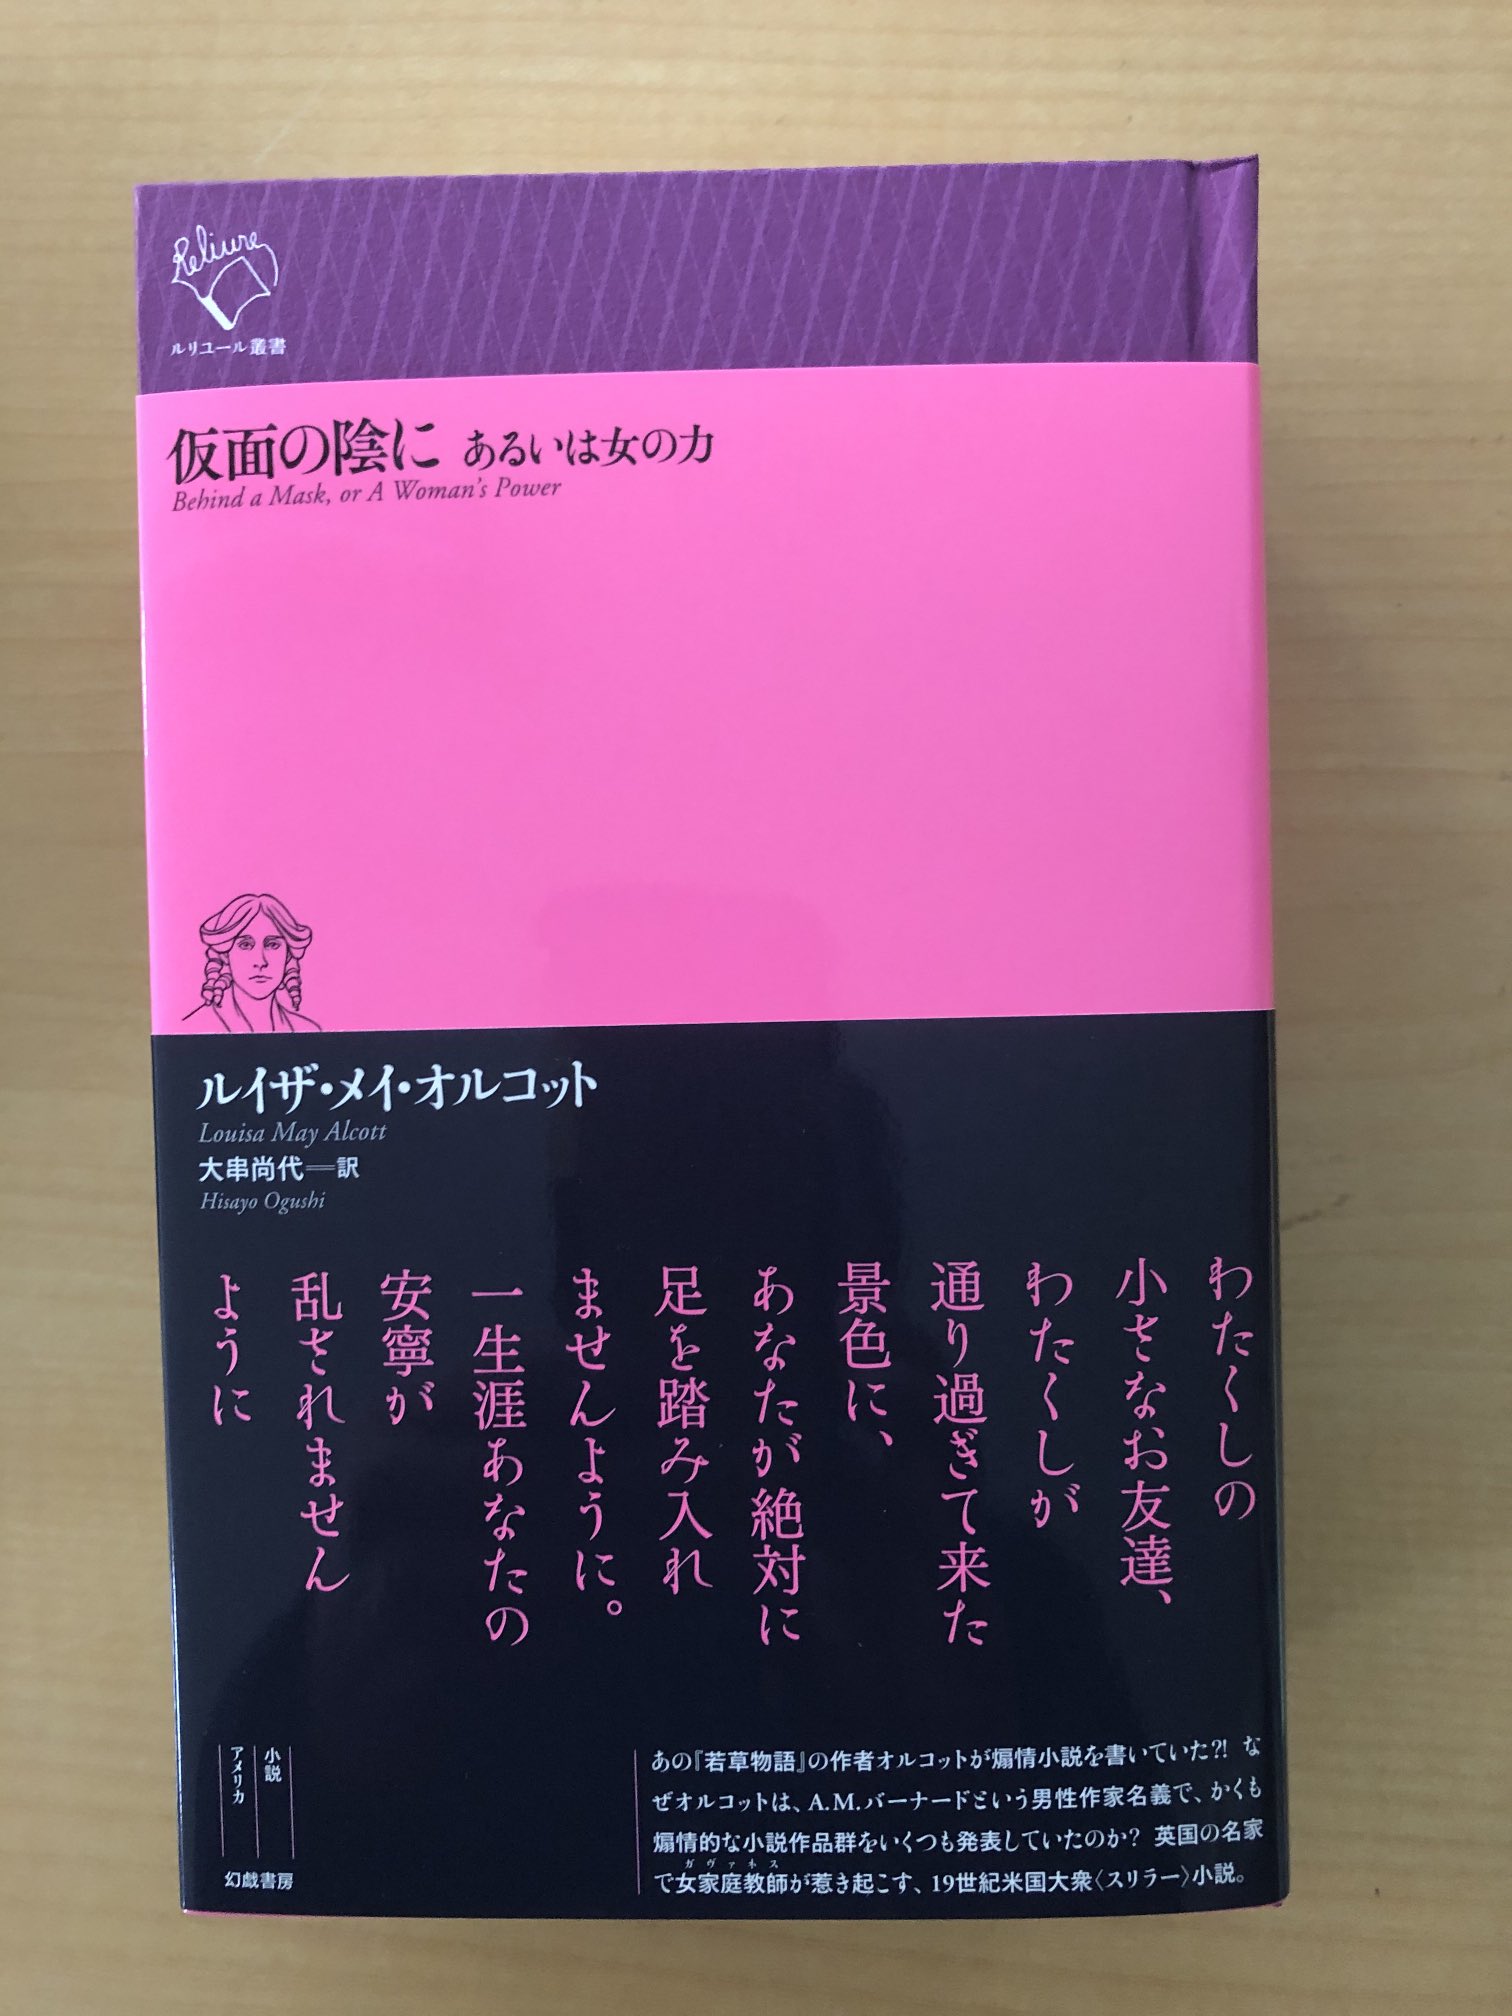 Reliure
ルリユール叢書
仮面の陰に あるいは女の力
Behind a Mask, or A Woman's Power
ルイザ・メイ・オルコット
Louisa May Alcott
大串尚代══訳
Hisayo Ogushi
わたくしの
小さなお友達、
わたくしが
通り過ぎて来た
景色に、
あなたが絶対に
足を踏み入れ
ませんように。
一生涯あなたの
安寧が
乱されません
ように
小説
アメリカ
幻戯書房
あの『若草物語』の作者オルコットが煽情小説を書いていた?! な
ぜオルコットは、A.M.バーナードという男性作家名義で、かくも
煽情的な小説作品群をいくつも発表していたのか? 英国の名家
ガヴァネス
で女家庭教師が惹き起こす、19世紀米国大衆〈スリラー〉小説。